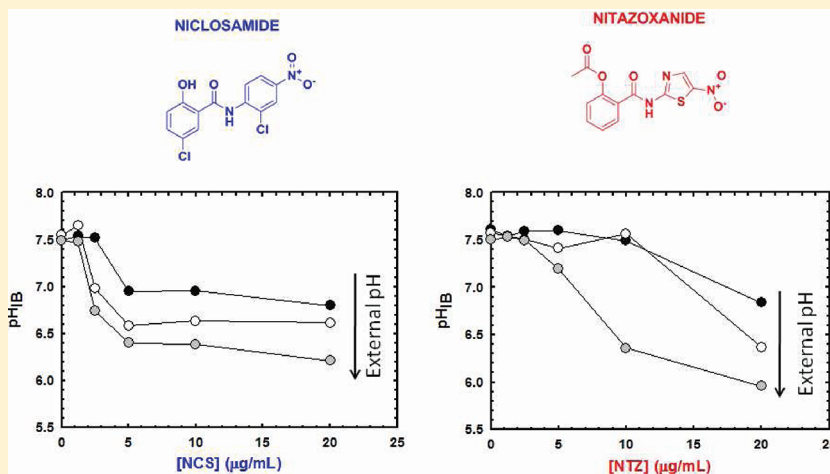 NICLOSAMIDE
NITAZOXANIDE
OH
O
N
H
Cl
Cl
O
N+
O-
O
O
O
N
H
N
S
N+
O
O-
8.0
7.5
7.0
6.5
6.0
5.5
pHIB
0
5
10
15
20
25
[NCS] (µg/mL)
External pH
8.0
7.5
7.0
6.5
6.0
5.5
pHIB
0
5
10
15
20
25
[NTZ] (µg/mL)
External pH